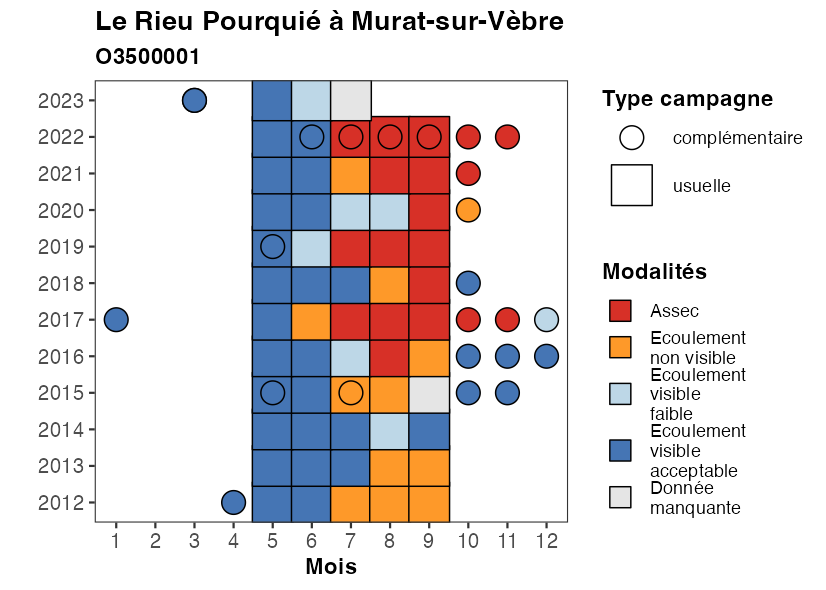 Le Rieu Pourquié à Murat-sur-Vèbre
O3500001
2023
2022
2021
2020
2019
2018
2017
2016
2015
2014
2013
2012
1 2 3 4 5 6 7 8 9 10 11 12
Mois
Type campagne
complémentaire
usuelle
Modalités
Assec
Ecoulement
non visible
Ecoulement
visible
faible
Ecoulement
visible
acceptable
Donnée
manquante